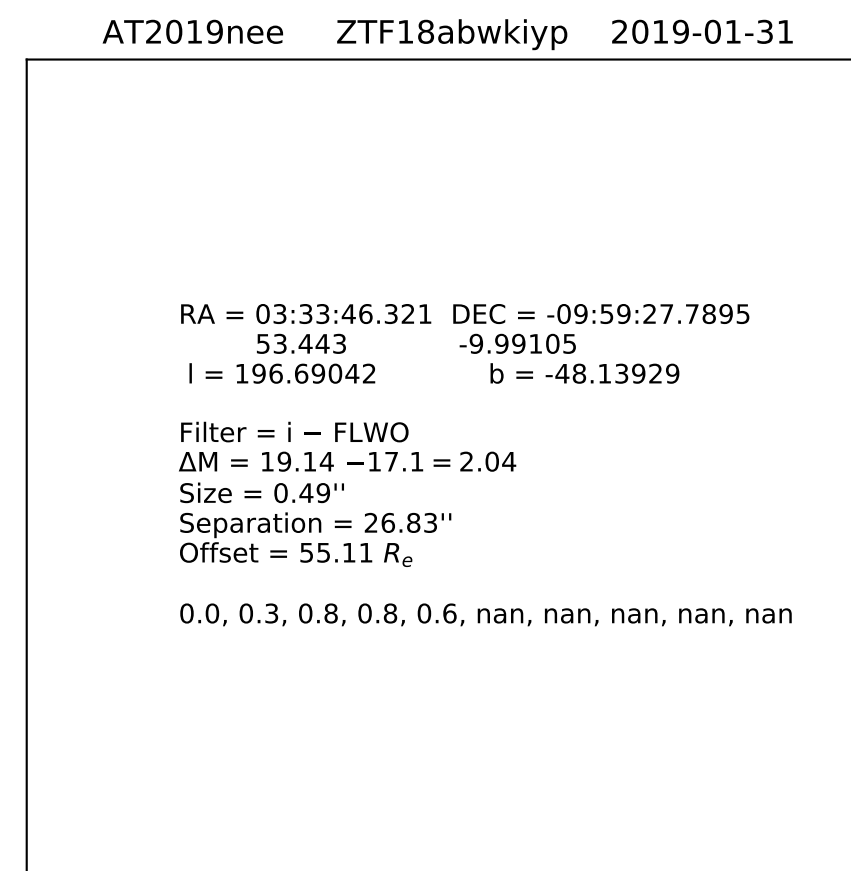 AT2019nee ZTF18abwkiyp 2019-01-31
RA = 03:33:46.321 DEC = -09:59:27.7895
53.443 -9.99105
l = 196.69042 b = -48.13929
Filter = i − FLWO
ΔM = 19.14 −17.1 = 2.04
Size = 0.49''
Separation = 26.83''
Offset = 55.11 Rₑ
0.0, 0.3, 0.8, 0.8, 0.6, nan, nan, nan, nan, nan